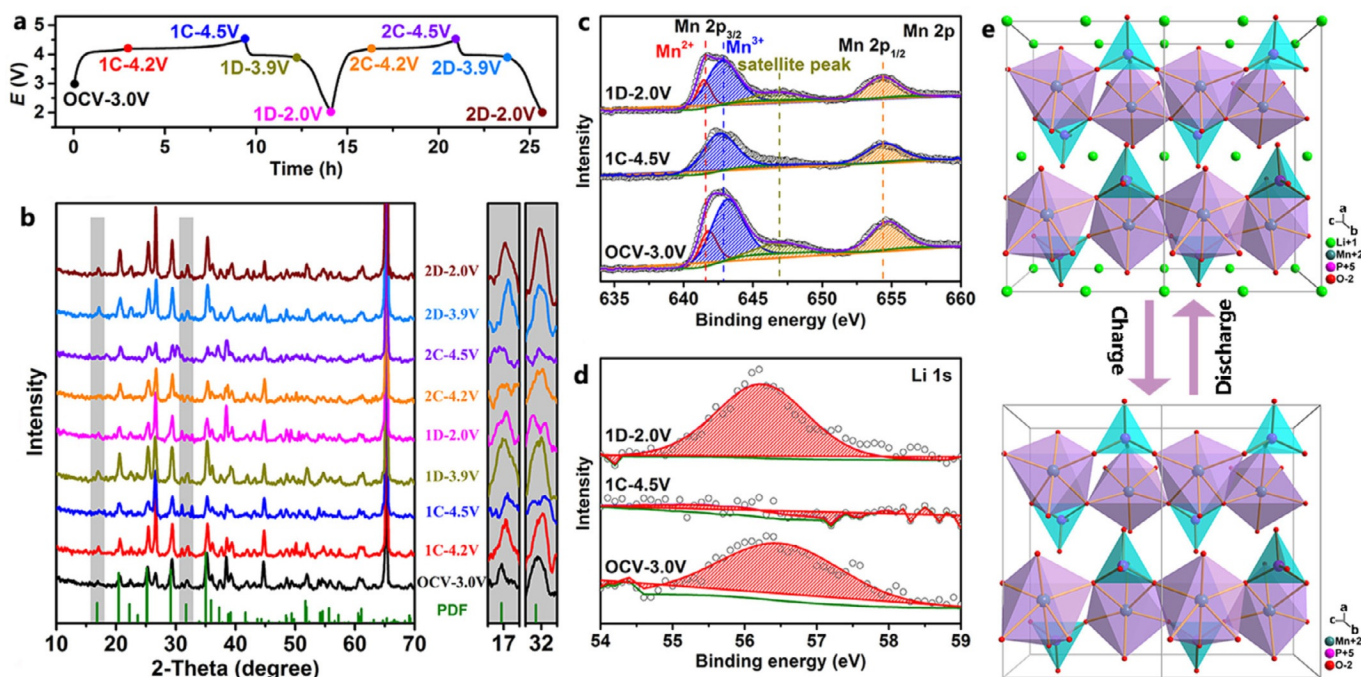 a
E (V)
5
4
3
2
1C-4.5V
2C-4.5V
1C-4.2V
1D-3.9V
2C-4.2V
2D-3.9V
OCV-3.0V
1D-2.0V
2D-2.0V
0 5 10 15 20 25
Time (h)
b
Intensity
2D-2.0V
2D-3.9V
2C-4.5V
2C-4.2V
1D-2.0V
1D-3.9V
1C-4.5V
1C-4.2V
OCV-3.0V
PDF
10 20 30 40 50 60 70
17 32
2-Theta (degree)
c
Mn 2p3/2
Mn 2p
Mn2+
Mn3+
Mn 2p1/2
satellite peak
1D-2.0V
1C-4.5V
OCV-3.0V
Intensity
635 640 645 650 655 660
Binding energy (eV)
d
Li 1s
1D-2.0V
1C-4.5V
OCV-3.0V
Intensity
54 55 56 57 58 59
Binding energy (eV)
e
a
c
b
Li+1
Mn+2
P+5
O-2
Charge
Discharge
a
c
b
Mn+2
P+5
O-2